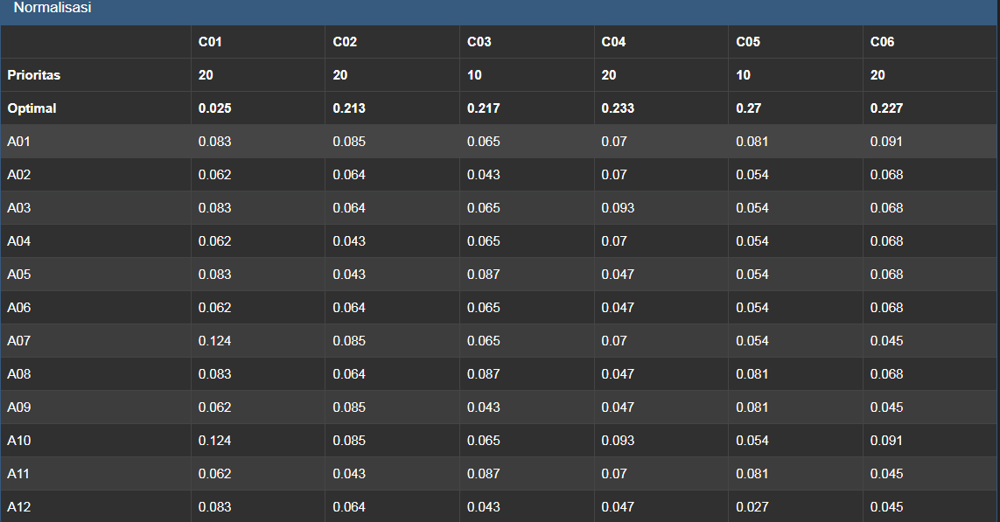 Normalisasi
C01 C02 C03 C04 C05 C06
Prioritas 20 20 10 20 10 20
Optimal 0.025 0.213 0.217 0.233 0.27 0.227
A01 0.083 0.085 0.065 0.07 0.081 0.091
A02 0.062 0.064 0.043 0.07 0.054 0.068
A03 0.083 0.064 0.065 0.093 0.054 0.068
A04 0.062 0.043 0.065 0.07 0.054 0.068
A05 0.083 0.043 0.087 0.047 0.054 0.068
A06 0.062 0.064 0.065 0.047 0.054 0.068
A07 0.124 0.085 0.065 0.07 0.054 0.045
A08 0.083 0.064 0.087 0.047 0.081 0.068
A09 0.062 0.085 0.043 0.047 0.081 0.045
A10 0.124 0.085 0.065 0.093 0.054 0.091
A11 0.062 0.043 0.087 0.07 0.081 0.045
A12 0.083 0.064 0.043 0.047 0.027 0.045